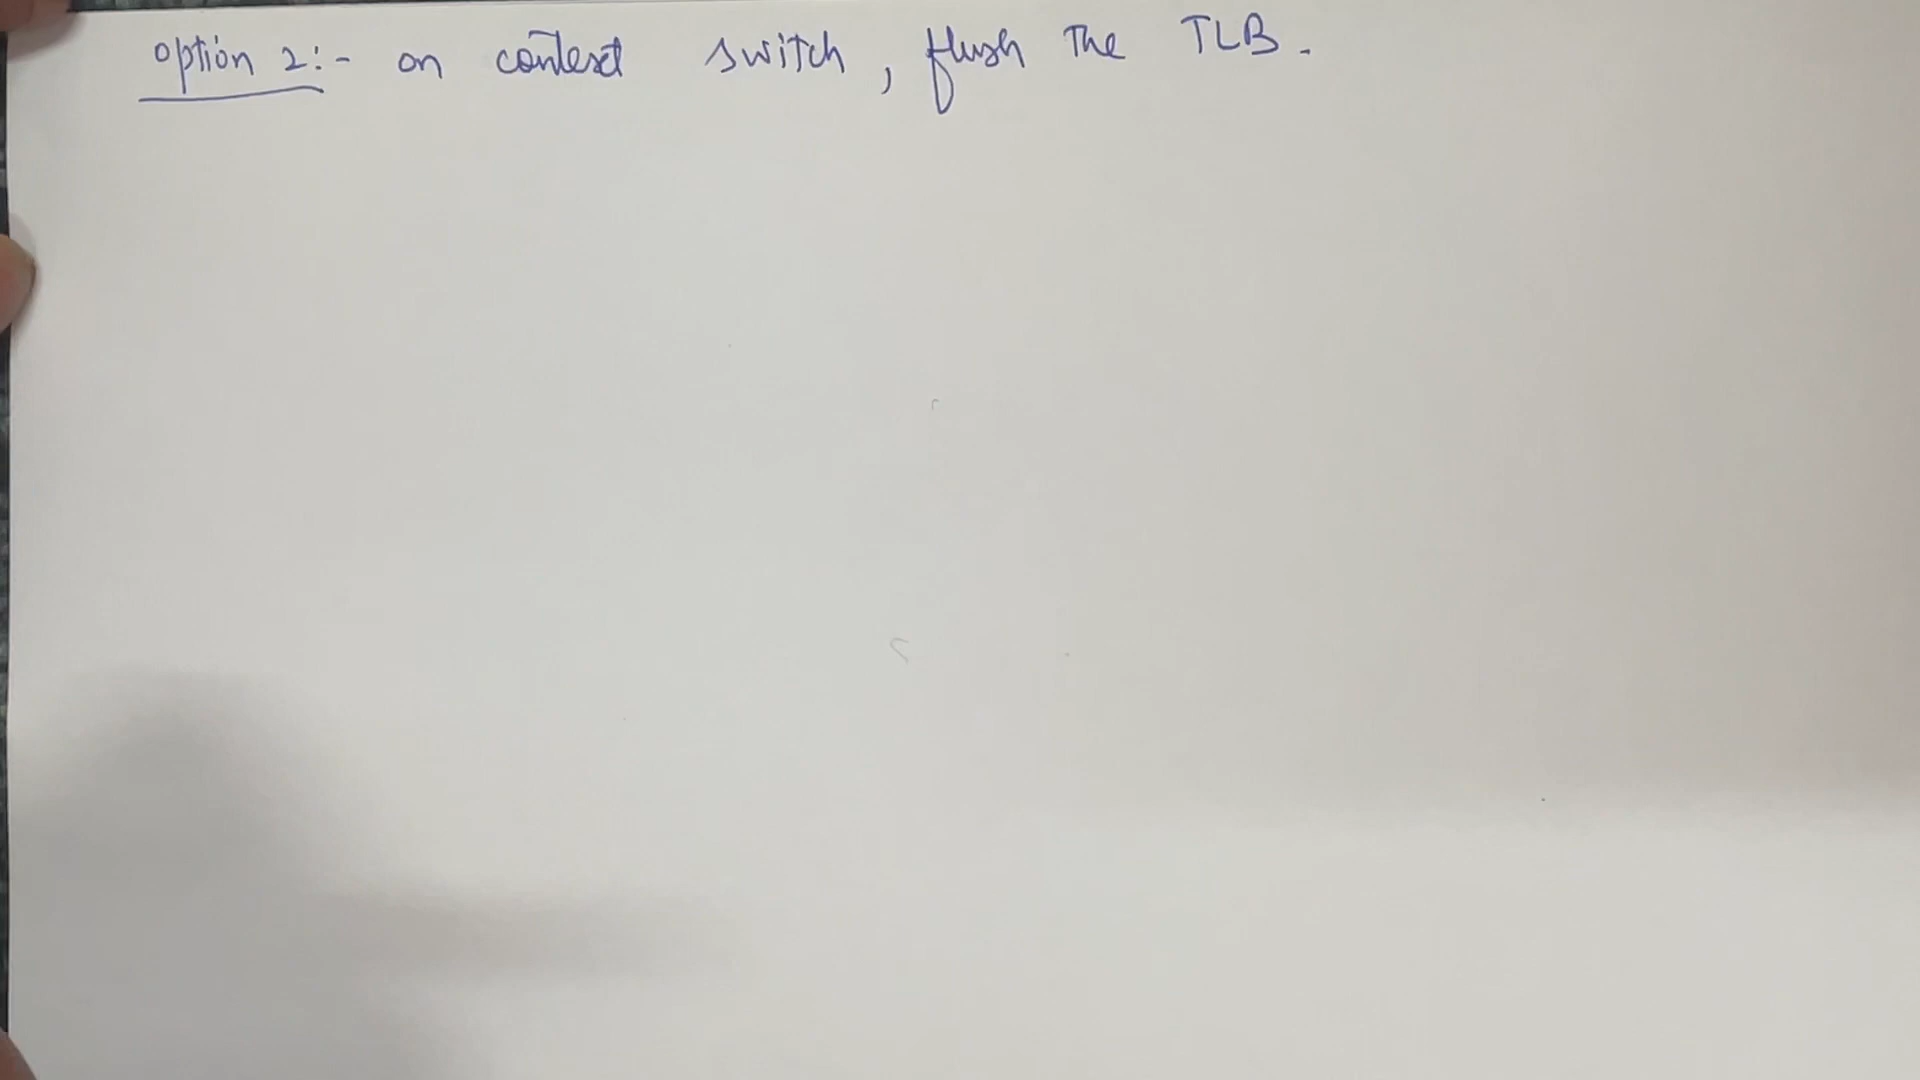 option 2:- on context switch, flush the TLB.